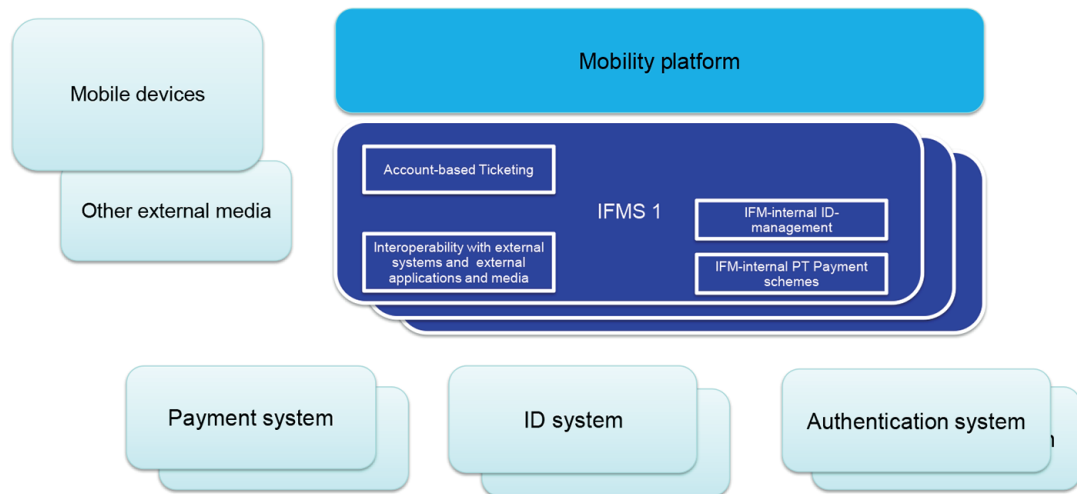 Mobile devices
Mobility platform
Other external media
Account-based Ticketing
IFMS 1
IFM-internal ID-
management
Interoperability with external
systems and external
applications and media
IFM-internal PT Payment
schemes
Payment system
ID system
Authentication system